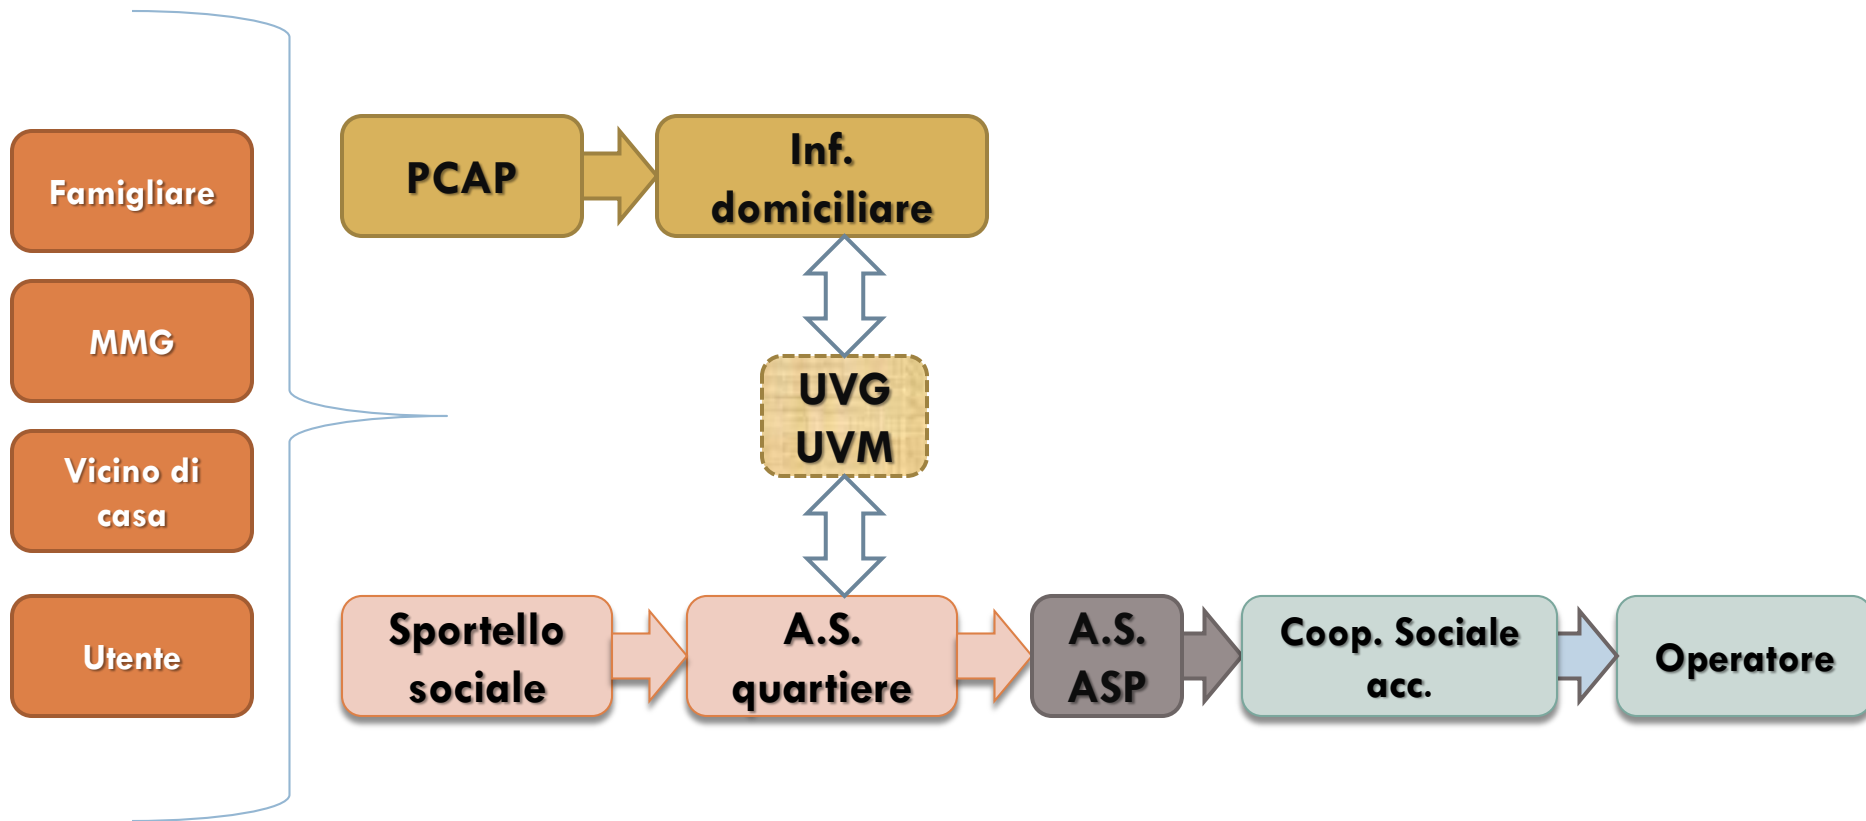 Famigliare
MMG
Vicino di
casa
Utente
PCAP
Inf.
domiciliare
UVG
UVM
Sportello
sociale
A.S.
quartiere
A.S.
ASP
Coop. Sociale
acc.
Operatore